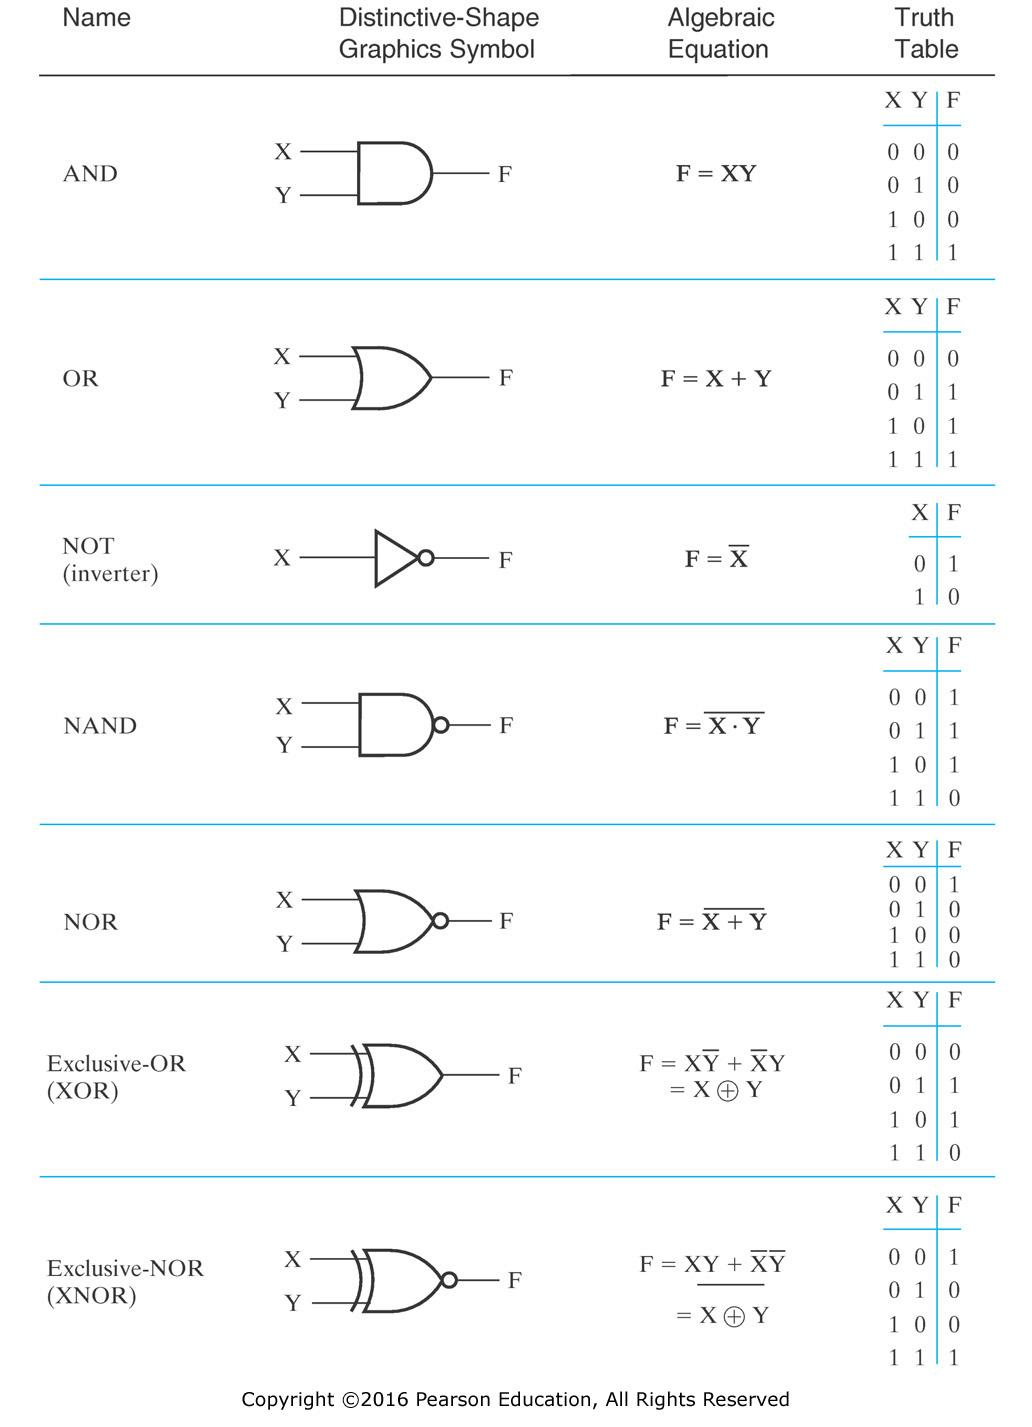 Name Distinctive-Shape Graphics Symbol Algebraic Equation Truth Table
X Y F
AND X Y F F = XY
0 0 0
0 1 0
1 0 0
1 1 1
X Y F
OR X Y F F = X + Y
0 0 0
0 1 1
1 0 1
1 1 1
X F
NOT
(inverter) X F F = X̅
0 1
1 0
X Y F
NAND X Y F F = X̅ ̅·̅ ̅Y̅
0 0 1
0 1 1
1 0 1
1 1 0
X Y F
NOR X Y F F = X̅ ̅+̅ ̅Y̅
0 0 1
0 1 0
1 0 0
1 1 0
X Y F
Exclusive-OR
(XOR) X Y F F = XY̅ + X̅Y
= X ⊕ Y
0 0 0
0 1 1
1 0 1
1 1 0
X Y F
Exclusive-NOR
(XNOR) X Y F F = XY + X̅Y̅
= X̅ ̅⊕̅ ̅Y̅
0 0 1
0 1 0
1 0 0
1 1 1
Copyright ©2016 Pearson Education, All Rights Reserved